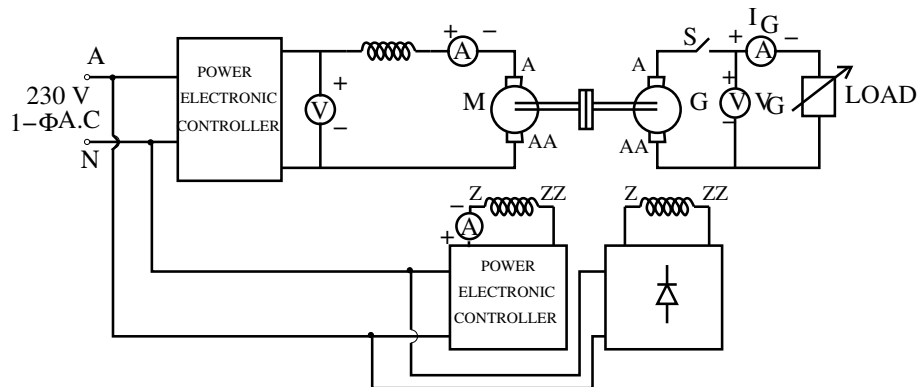 A
230 V
1−ΦA.C
N
POWER
ELECTRONIC
CONTROLLER
+
V
−
+ A −
A
M
AA
A
G
AA
S
+ I G −
A
+
V V G
−
LOAD
−
A
+
Z ZZ
POWER
ELECTRONIC
CONTROLLER
Z ZZ